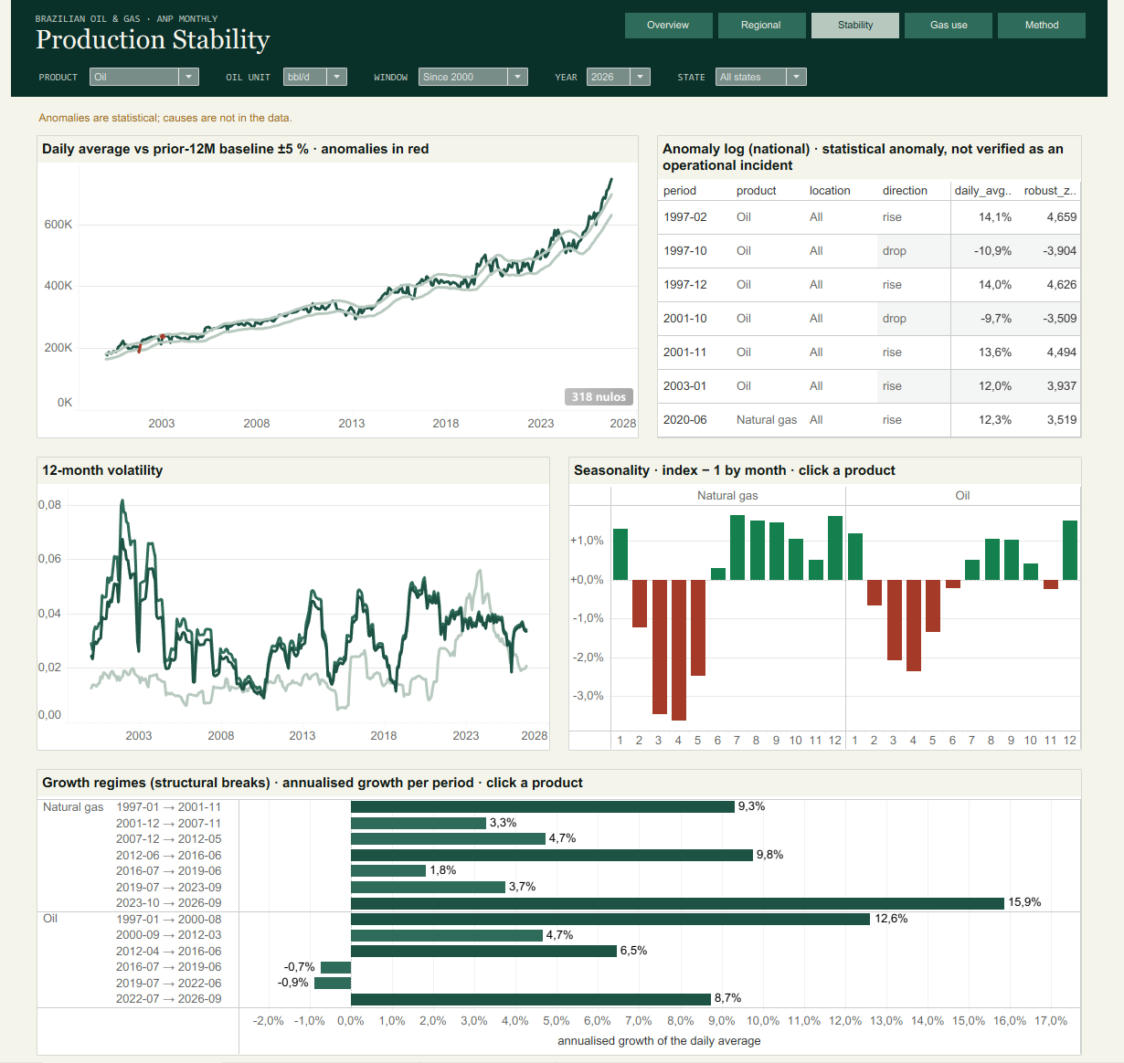 BRAZILIAN OIL & GAS · ANP MONTHLY
Production Stability
Overview
Regional
Stability
Gas use
Method
PRODUCT Oil OIL UNIT bbl/d WINDOW Since 2000 YEAR 2026 STATE All states
Anomalies are statistical; causes are not in the data.
Daily average vs prior-12M baseline ±5 % · anomalies in red
600K
400K
200K
0K
318 nulos
2003 2008 2013 2018 2023 2028
Anomaly log (national) · statistical anomaly, not verified as an
operational incident
period product location direction daily_avg.. robust_z..
1997-02 Oil All rise 14,1% 4,659
1997-10 Oil All drop -10,9% -3,904
1997-12 Oil All rise 14,0% 4,626
2001-10 Oil All drop -9,7% -3,509
2001-11 Oil All rise 13,6% 4,494
2003-01 Oil All rise 12,0% 3,937
2020-06 Natural gas All rise 12,3% 3,519
12-month volatility
0,08
0,06
0,04
0,02
0,00
2003 2008 2013 2018 2023 2028
Seasonality · index − 1 by month · click a product
Natural gas Oil
+1,0%
+0,0%
-1,0%
-2,0%
-3,0%
1 2 3 4 5 6 7 8 9 10 11 12 1 2 3 4 5 6 7 8 9 10 11 12
Growth regimes (structural breaks) · annualised growth per period · click a product
Natural gas 1997-01 → 2001-11 9,3%
2001-12 → 2007-11 3,3%
2007-12 → 2012-05 4,7%
2012-06 → 2016-06 9,8%
2016-07 → 2019-06 1,8%
2019-07 → 2023-09 3,7%
2023-10 → 2026-09 15,9%
Oil 1997-01 → 2000-08 12,6%
2000-09 → 2012-03 4,7%
2012-04 → 2016-06 6,5%
2016-07 → 2019-06 -0,7%
2019-07 → 2022-06 -0,9%
2022-07 → 2026-09 8,7%
-2,0% -1,0% 0,0% 1,0% 2,0% 3,0% 4,0% 5,0% 6,0% 7,0% 8,0% 9,0% 10,0% 11,0% 12,0% 13,0% 14,0% 15,0% 16,0% 17,0%
annualised growth of the daily average